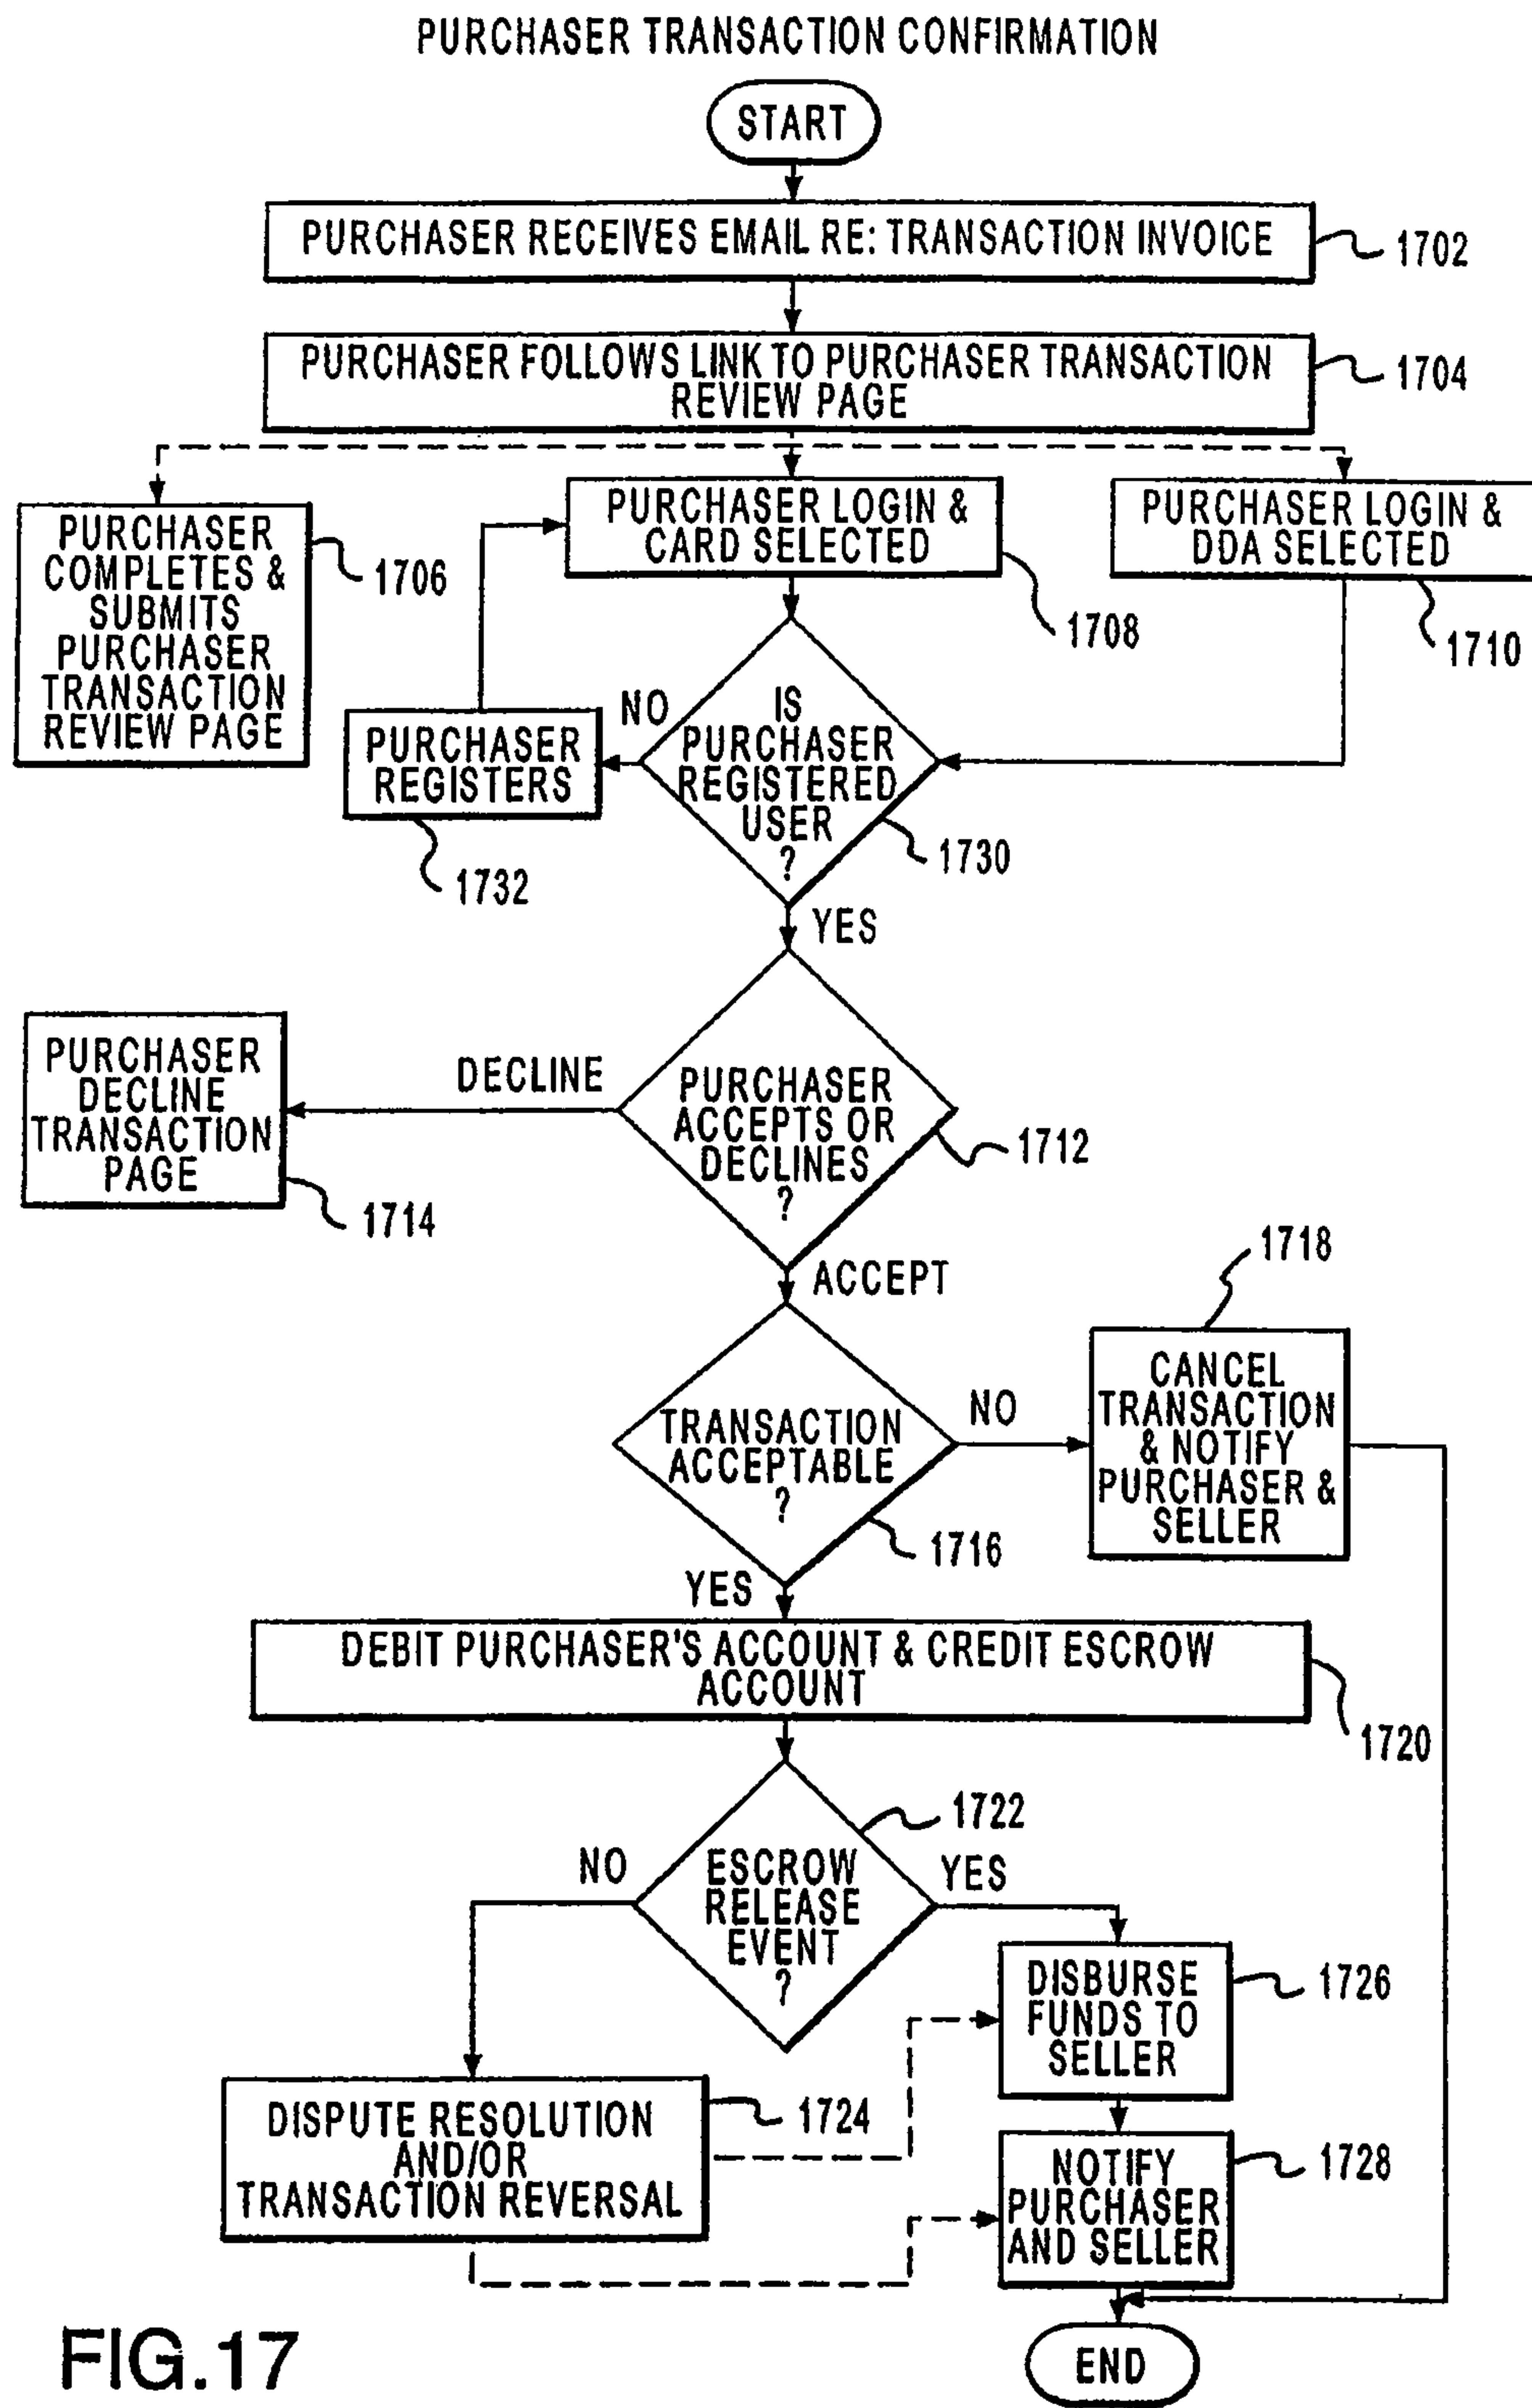 PURCHASER TRANSACTION CONFIRMATION
START
PURCHASER RECEIVES EMAIL RE: TRANSACTION INVOICE
1702
PURCHASER FOLLOWS LINK TO PURCHASER TRANSACTION
REVIEW PAGE
1704
PURCHASER
COMPLETES &
SUBMITS
PURCHASER
TRANSACTION
REVIEW PAGE
1706
PURCHASER LOGIN &
CARD SELECTED
1708
PURCHASER LOGIN &
DDA SELECTED
1710
IS
PURCHASER
REGISTERED
USER
?
1730
NO
PURCHASER
REGISTERS
1732
YES
PURCHASER
ACCEPTS OR
DECLINES
?
1712
DECLINE
PURCHASER
DECLINE
TRANSACTION
PAGE
1714
ACCEPT
TRANSACTION
ACCEPTABLE
?
1716
NO
1718
CANCEL
TRANSACTION
& NOTIFY
PURCHASER &
SELLER
YES
DEBIT PURCHASER'S ACCOUNT & CREDIT ESCROW
ACCOUNT
1720
ESCROW
RELEASE
EVENT
?
1722
NO
YES
DISBURSE
FUNDS TO
SELLER
1726
DISPUTE RESOLUTION
AND/OR
TRANSACTION REVERSAL
1724
NOTIFY
PURCHASER
AND SELLER
1728
END
FIG.17